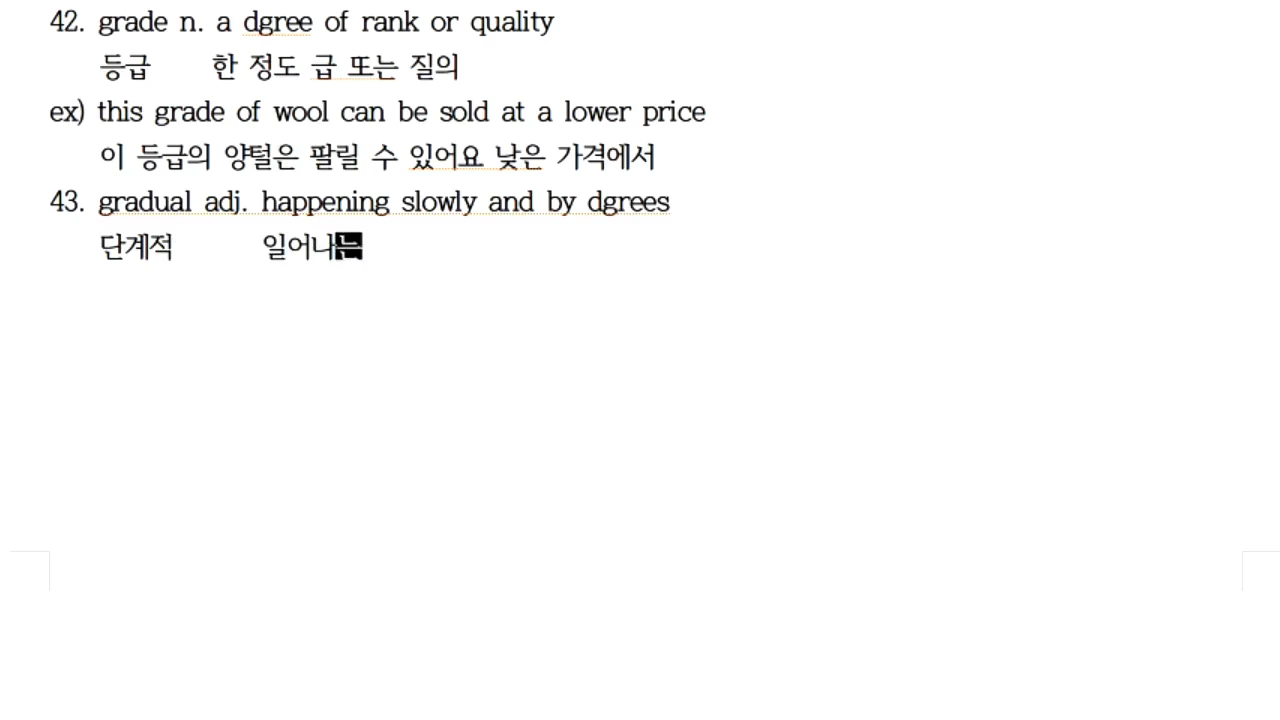 42. grade n. a dgree of rank or quality
등급 한 정도 급 또는 질의
ex) this grade of wool can be sold at a lower price
이 등급의 양털은 팔릴 수 있어요 낮은 가격에서
43. gradual adj. happening slowly and by dgrees
단계적 일어나는